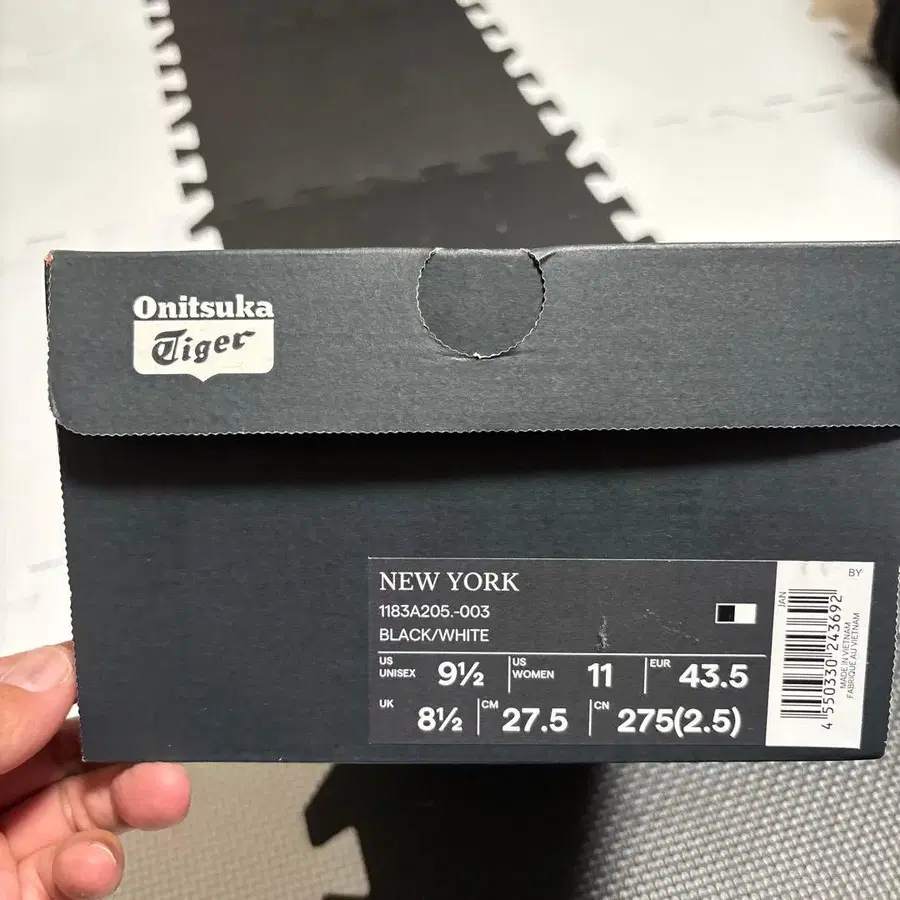 Onitsuka
Tiger
NEW YORK
1183A205.-003
BLACK/WHITE
US UNISEX 9½ US WOMEN 11 EUR 43.5
UK 8½ CM 27.5 CN 275(2.5)
BY
JAN
4 550330 243692
MADE IN VIETNAM
FABRIQUE AU VIETNAM